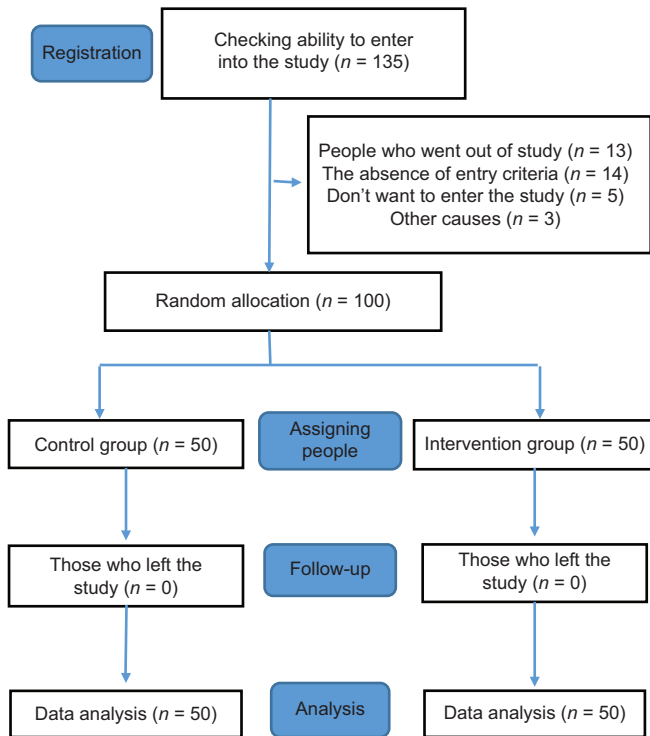 Registration
Checking ability to enter
into the study (n = 135)
People who went out of study (n = 13)
The absence of entry criteria (n = 14)
Don’t want to enter the study (n = 5)
Other causes (n = 3)
Random allocation (n = 100)
Control group (n = 50)
Assigning
people
Intervention group (n = 50)
Those who left the
study (n = 0)
Follow-up
Those who left the
study (n = 0)
Data analysis (n = 50)
Analysis
Data analysis (n = 50)